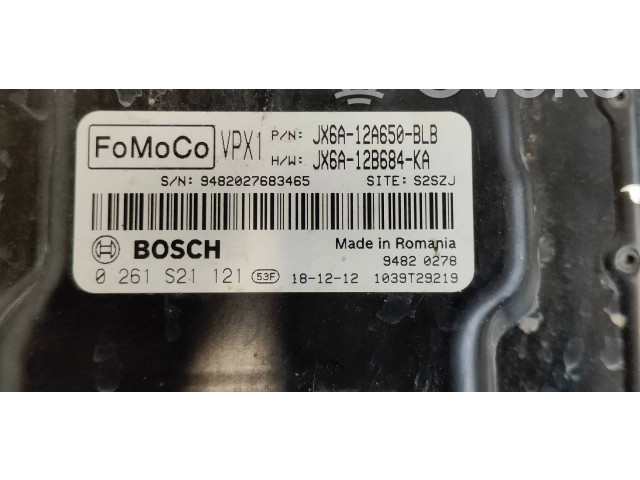 FoMoCo VPX1 P/N: JX6A-12A650-BLB
H/W: JX6A-12B684-KA
S/N: 9482027683465 SITE: S2SZJ
BOSCH Made in Romania
9482 0278
0 261 S21 121 53F 18-12-12 1039T29219